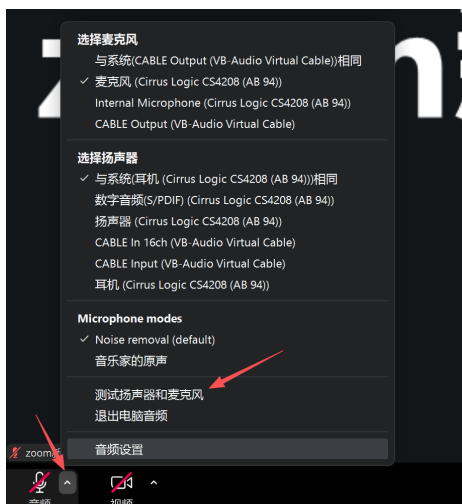 选择麦克风
与系统(CABLE Output (VB-Audio Virtual Cable))相同
麦克风 (Cirrus Logic CS4208 (AB 94))
Internal Microphone (Cirrus Logic CS4208 (AB 94))
CABLE Output (VB-Audio Virtual Cable)
选择扬声器
与系统(耳机 (Cirrus Logic CS4208 (AB 94)))相同
数字音频(S/PDIF) (Cirrus Logic CS4208 (AB 94))
扬声器 (Cirrus Logic CS4208 (AB 94))
CABLE In 16ch (VB-Audio Virtual Cable)
CABLE Input (VB-Audio Virtual Cable)
耳机 (Cirrus Logic CS4208 (AB 94))
Microphone modes
Noise removal (default)
音乐家的原声
测试扬声器和麦克风
退出电脑音频
音频设置
zoom
音频 视频